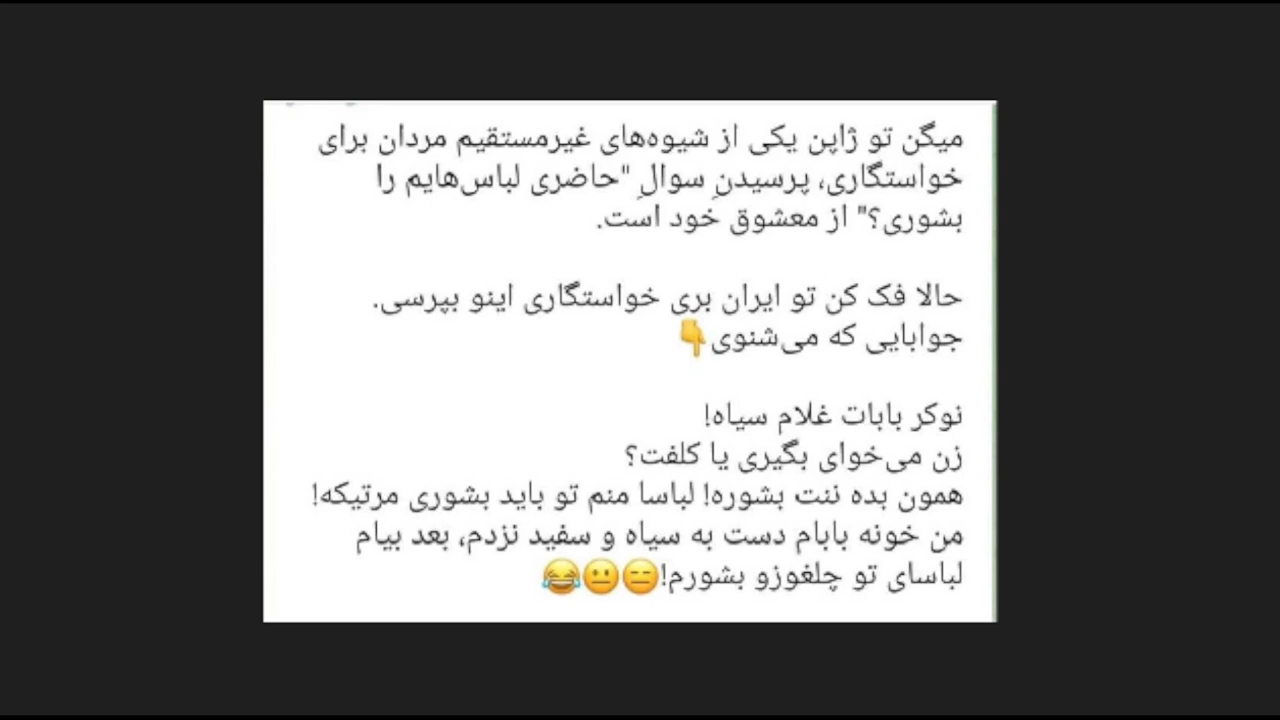 میگن تو ژاپن یکی از شیوه‌های غیرمستقیم مردان برای
خواستگاری، پرسیدنِ سوالِ "حاضری لباس‌هایم را
بشوری؟" از معشوق خود است.
حالا فک کن تو ایران بری خواستگاری اینو بپرسی.
جوابایی که می‌شنوی👇
نوکر بابات غلام سیاه!
زن می‌خوای بگیری یا کلفت؟
همون بده ننت بشوره! لباسا منم تو باید بشوری مرتیکه!
من خونه بابام دست به سیاه و سفید نزدم، بعد بیام
لباسای تو چلغوزو بشورم!😑😐😂